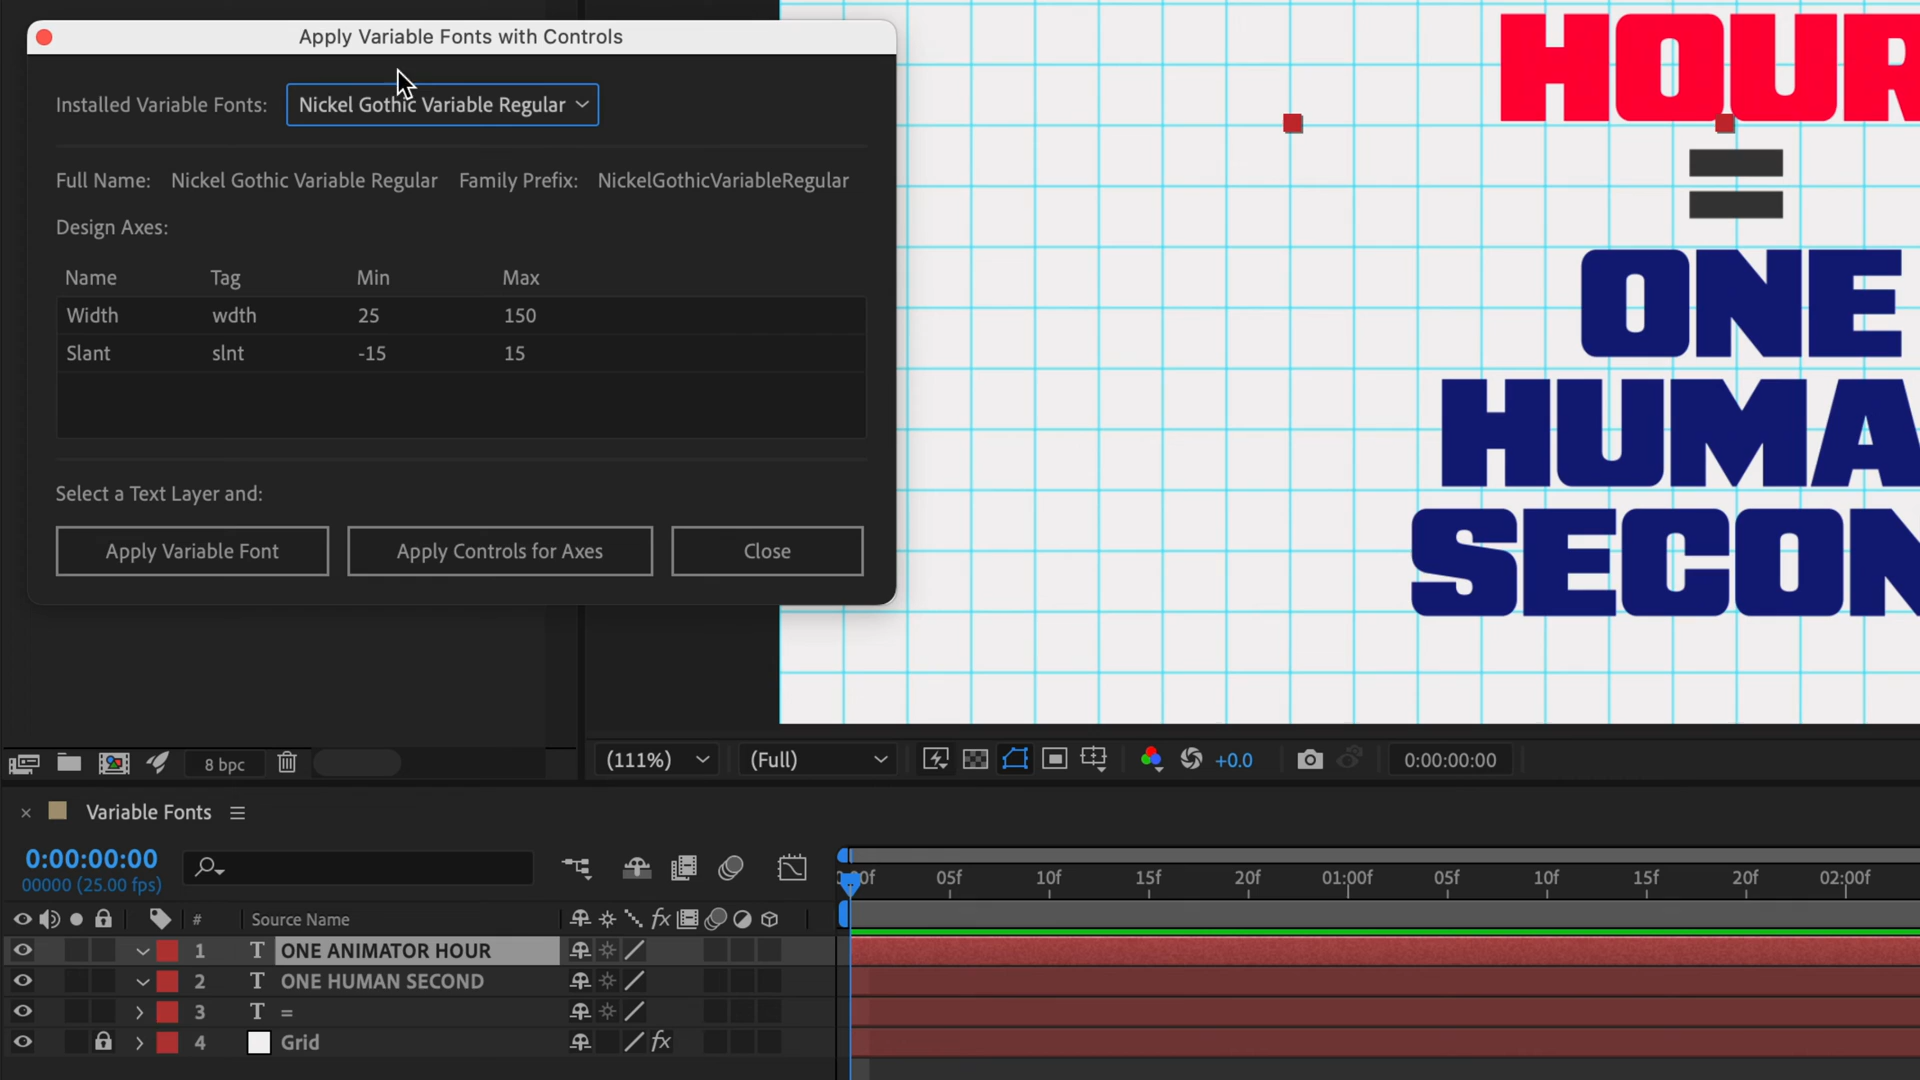 Apply Variable Fonts with Controls
Installed Variable Fonts: Nickel Gothic Variable Regular
Full Name: Nickel Gothic Variable Regular Family Prefix: NickelGothicVariableRegular
Design Axes:
Name Tag Min Max
Width wdth 25 150
Slant slnt -15 15
Select a Text Layer and:
Apply Variable Font Apply Controls for Axes Close
HOUR
=
ONE
HUMA
SECON
8 bpc
(111%) (Full) +0.0 0:00:00:00
Variable Fonts
0:00:00:00
00000 (25.00 fps)
05f 10f 15f 20f 01:00f 05f 10f 15f 20f 02:00f
# Source Name fx
1 T ONE ANIMATOR HOUR
2 T ONE HUMAN SECOND
3 T =
4 Grid fx